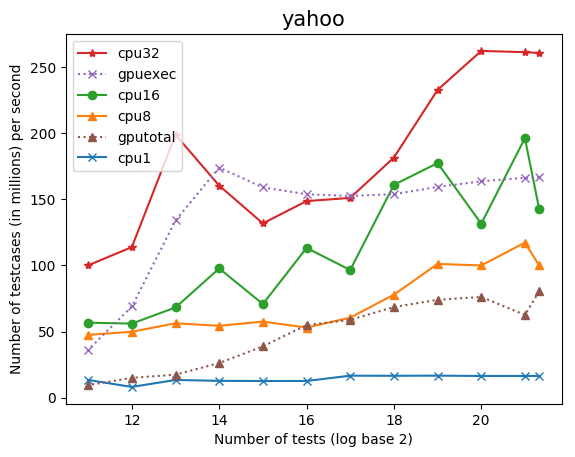 yahoo
Number of testcases (in millions) per second
250
200
150
100
50
0
cpu32
gpuexec
cpu16
cpu8
gputotal
cpu1
12
14
16
18
20
Number of tests (log base 2)